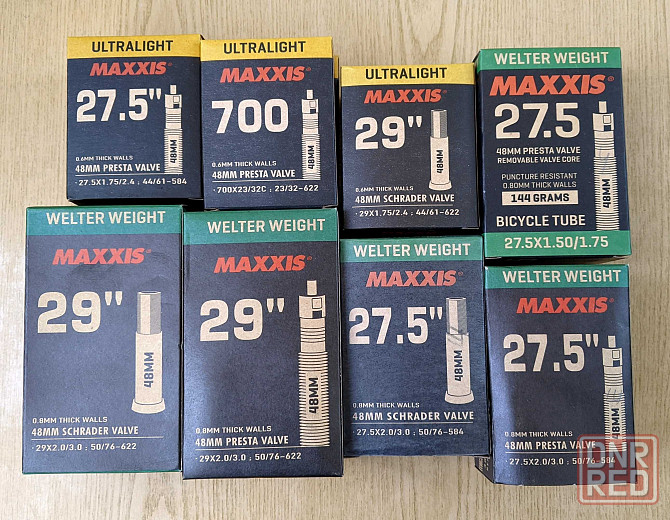 ULTRALIGHT
MAXXIS®
27.5"
48MM
0.6MM THICK WALLS
48MM PRESTA VALVE
·27.5X1.75/2.4 ; 44/61-584
ULTRALIGHT
MAXXIS®
700
48MM
0.6MM THICK WALLS
48MM PRESTA VALVE
·700X23/32C ; 23/32-622
ULTRALIGHT
MAXXIS®
29"
48MM
0.6MM THICK WALLS
48MM SCHRADER VALVE
·29X1.75/2.4 ; 44/61-622
WELTER WEIGHT
MAXXIS®
27.5
48MM PRESTA VALVE
REMOVABLE VALVE CORE
PUNCTURE RESISTANT
0.80MM THICK WALLS
144 GRAMS
48MM
BICYCLE TUBE
27.5X1.50/1.75
WELTER WEIGHT
MAXXIS®
29"
48MM
0.8MM THICK WALLS
48MM SCHRADER VALVE
·29X2.0/3.0 ; 50/76-622
WELTER WEIGHT
MAXXIS®
29"
48MM
0.8MM THICK WALLS
48MM PRESTA VALVE
·29X2.0/3.0 ; 50/76-622
WELTER WEIGHT
MAXXIS®
27.5"
48MM
0.8MM THICK WALLS
48MM SCHRADER VALVE
·27.5X2.0/3.0 ; 50/76-584
WELTER WEIGHT
MAXXIS®
27.5"
48MM
0.8MM THICK WALLS
48MM PRESTA VALVE
·27.5X2.0/3.0 ; 50/76-584
DNR
RED